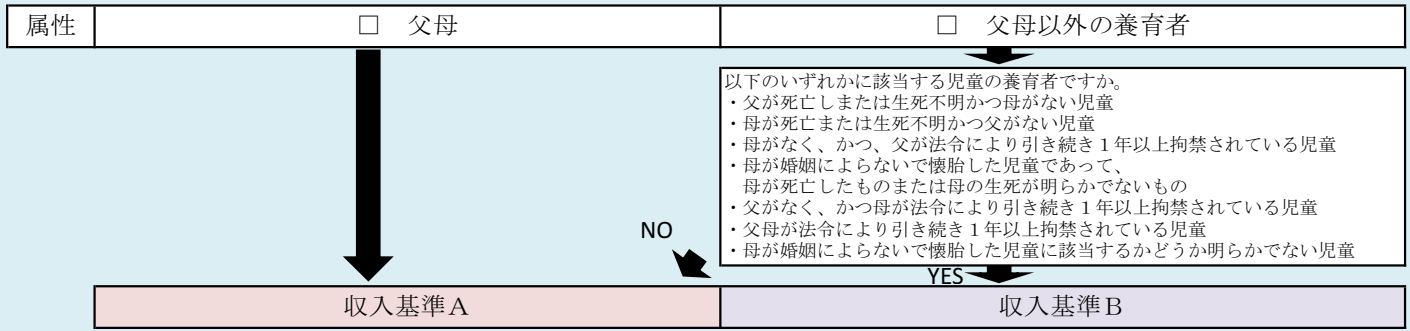 属性
□ 父母
□ 父母以外の養育者
以下のいずれかに該当する児童の養育者ですか。
・父が死亡しまたは生死不明かつ母がない児童
・母が死亡または生死不明かつ父がない児童
・母がなく、かつ、父が法令により引き続き１年以上拘禁されている児童
・母が婚姻によらないで懐胎した児童であって、
母が死亡したものまたは母の生死が明らかでないもの
・父がなく、かつ母が法令により引き続き１年以上拘禁されている児童
・父母が法令により引き続き１年以上拘禁されている児童
・母が婚姻によらないで懐胎した児童に該当するかどうか明らかでない児童
NO
YES
収入基準Ａ
収入基準Ｂ